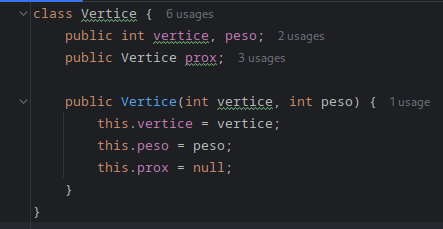 class Vertice {  6 usages
    public int vertice, peso;  2 usages
    public Vertice prox;  3 usages

    public Vertice(int vertice, int peso) {  1 usage
        this.vertice = vertice;
        this.peso = peso;
        this.prox = null;
    }
}